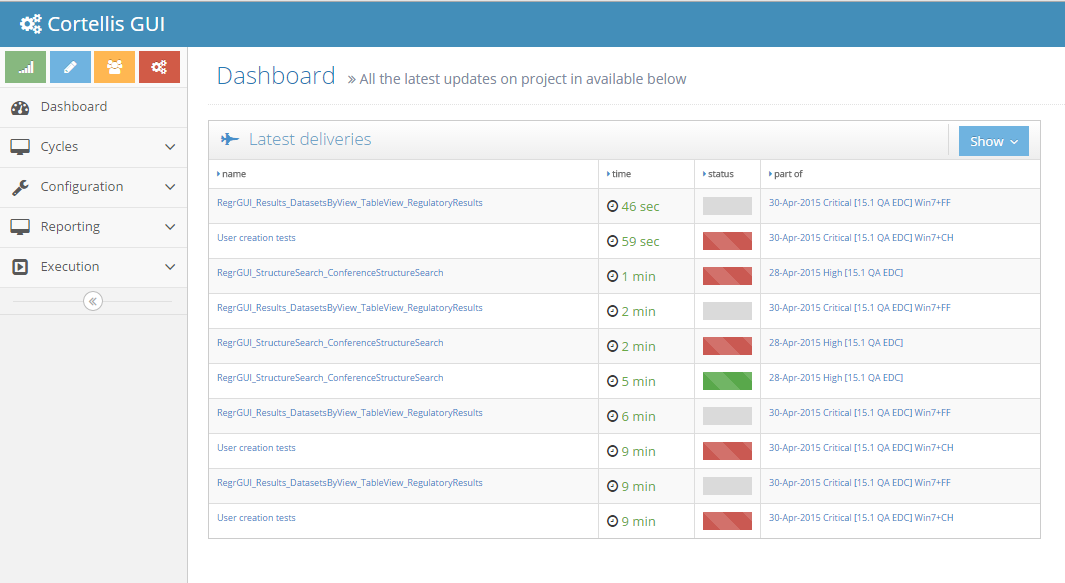 Cortellis GUI
Dashboard » All the latest updates on project in available below
Dashboard
Cycles
Configuration
Reporting
Execution
Latest deliveries Show
name time status part of
RegrGUI_Results_DatasetsByView_TableView_RegulatoryResults 46 sec 30-Apr-2015 Critical [15.1 QA EDC] Win7+FF
User creation tests 59 sec 30-Apr-2015 Critical [15.1 QA EDC] Win7+CH
RegrGUI_StructureSearch_ConferenceStructureSearch 1 min 28-Apr-2015 High [15.1 QA EDC]
RegrGUI_Results_DatasetsByView_TableView_RegulatoryResults 2 min 30-Apr-2015 Critical [15.1 QA EDC] Win7+FF
RegrGUI_StructureSearch_ConferenceStructureSearch 2 min 28-Apr-2015 High [15.1 QA EDC]
RegrGUI_StructureSearch_ConferenceStructureSearch 5 min 28-Apr-2015 High [15.1 QA EDC]
RegrGUI_Results_DatasetsByView_TableView_RegulatoryResults 6 min 30-Apr-2015 Critical [15.1 QA EDC] Win7+FF
User creation tests 9 min 30-Apr-2015 Critical [15.1 QA EDC] Win7+CH
RegrGUI_Results_DatasetsByView_TableView_RegulatoryResults 9 min 30-Apr-2015 Critical [15.1 QA EDC] Win7+FF
User creation tests 9 min 30-Apr-2015 Critical [15.1 QA EDC] Win7+CH